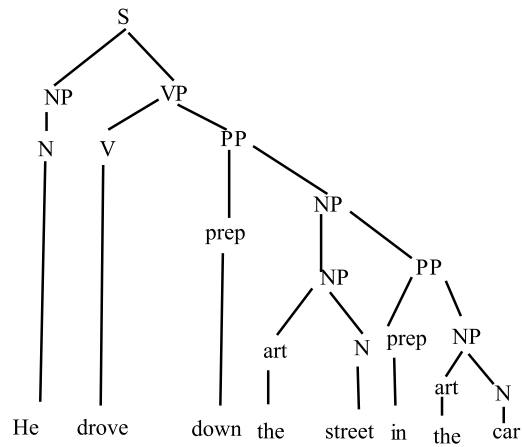 S
NP VP
N V PP
NP
prep
NP PP
art N prep NP
art N
He drove down the street in the car